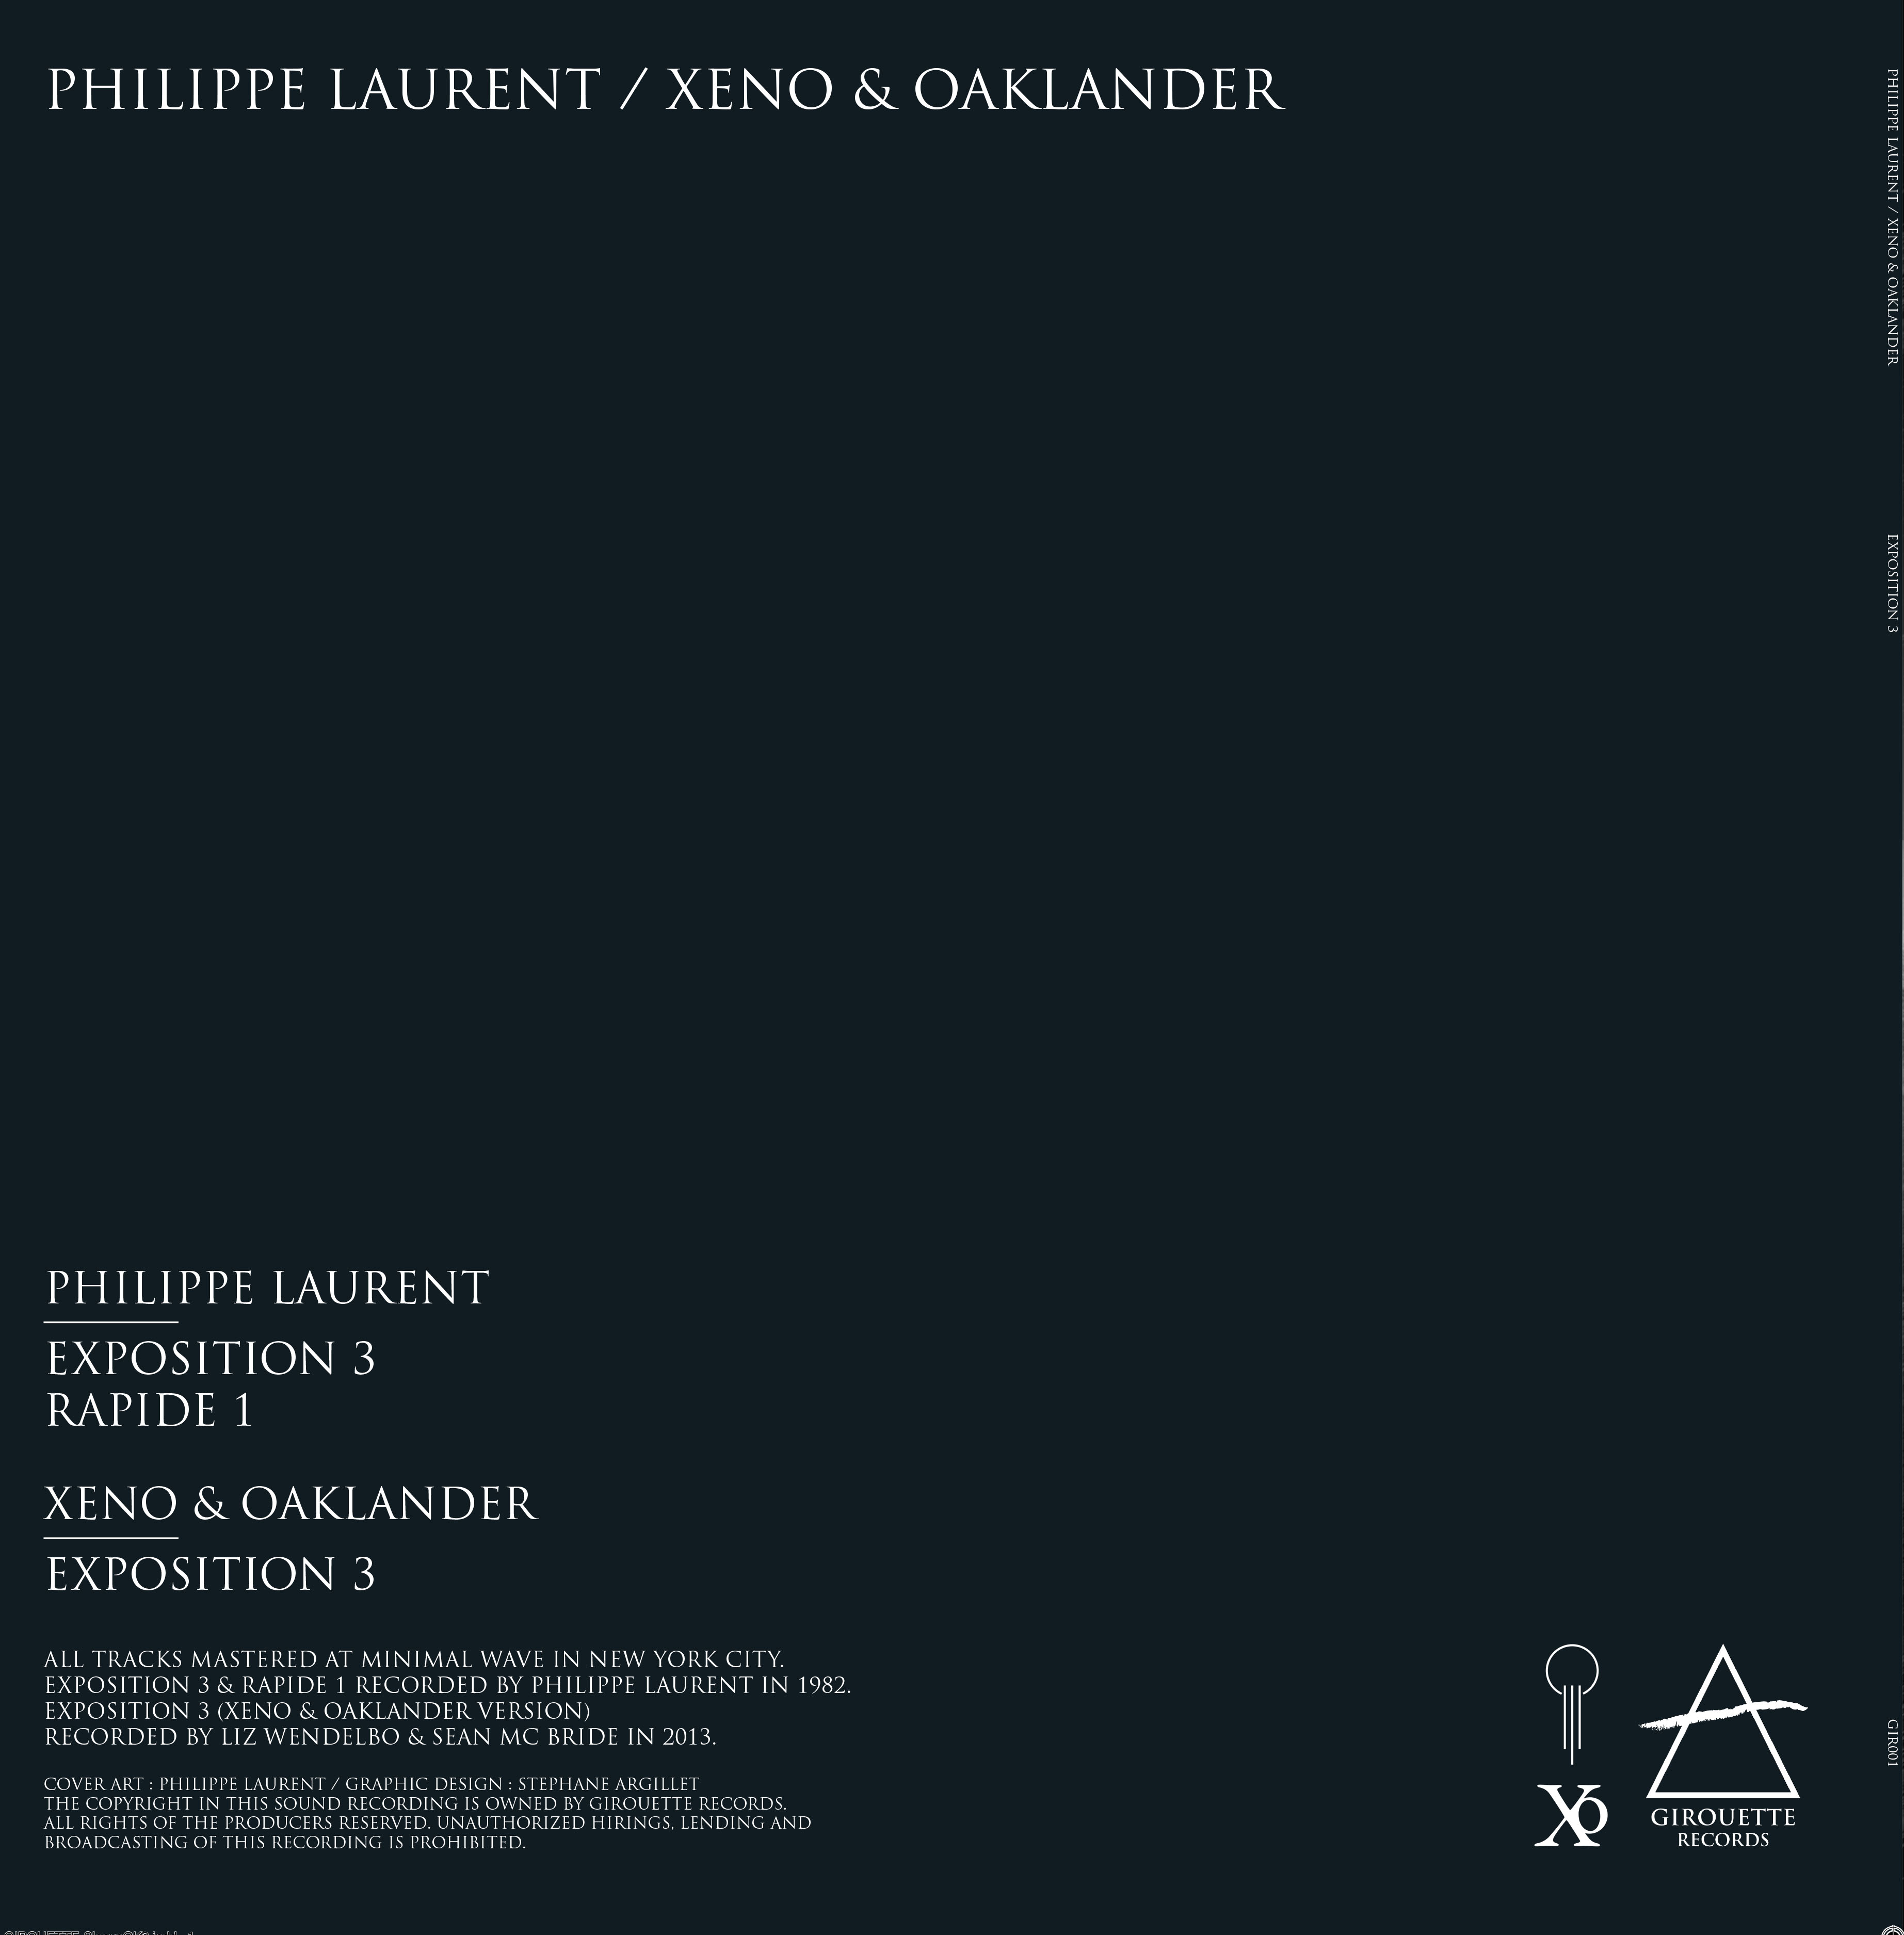 PHILIPPE LAURENT / XENO & OAKLANDER
PHILIPPE LAURENT / XENO & OAKLANDER
EXPOSITION 3
GIR001
PHILIPPE LAURENT
EXPOSITION 3
RAPIDE 1
XENO & OAKLANDER
EXPOSITION 3
ALL TRACKS MASTERED AT MINIMAL WAVE IN NEW YORK CITY.
EXPOSITION 3 & RAPIDE 1 RECORDED BY PHILIPPE LAURENT IN 1982.
EXPOSITION 3 (XENO & OAKLANDER VERSION)
RECORDED BY LIZ WENDELBO & SEAN MC BRIDE IN 2013.
COVER ART : PHILIPPE LAURENT / GRAPHIC DESIGN : STEPHANE ARGILLET
THE COPYRIGHT IN THIS SOUND RECORDING IS OWNED BY GIROUETTE RECORDS.
ALL RIGHTS OF THE PRODUCERS RESERVED. UNAUTHORIZED HIRINGS, LENDING AND
BROADCASTING OF THIS RECORDING IS PROHIBITED.
XO
GIROUETTE
RECORDS